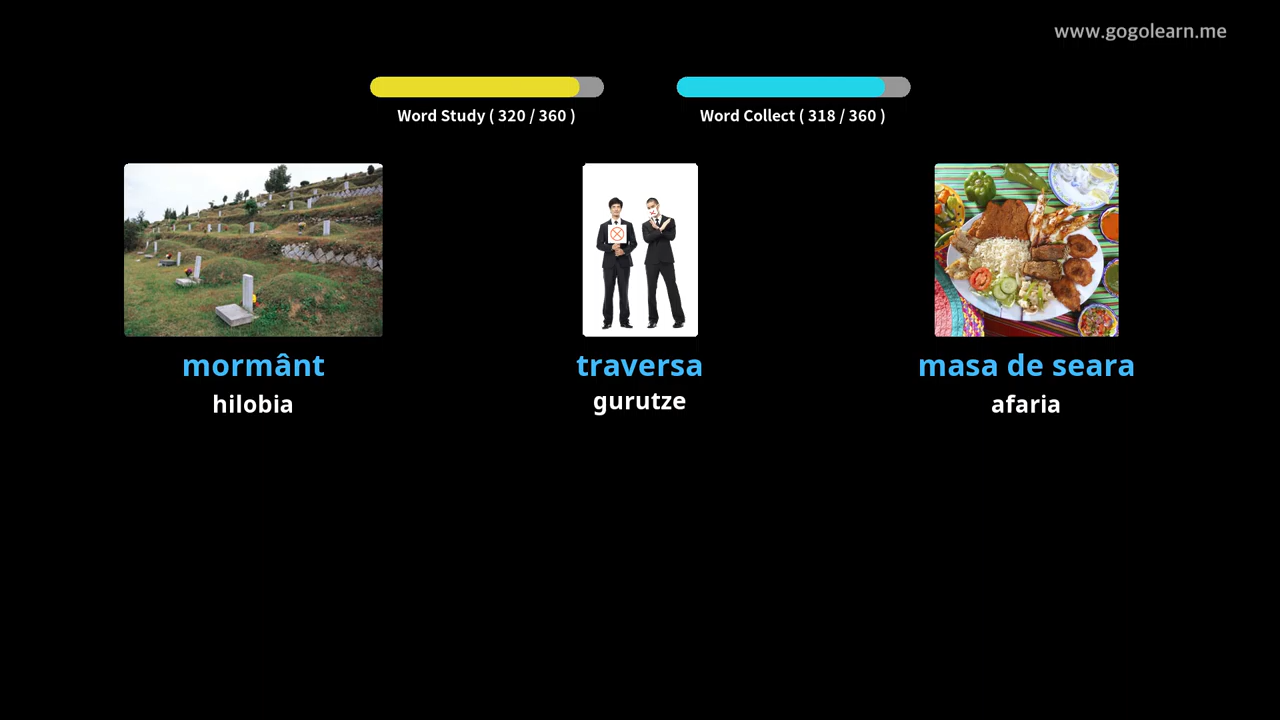 www.gogolearn.me
Word Study ( 320 / 360 )
Word Collect ( 318 / 360 )
mormânt
traversa
masa de seara
hilobia
gurutze
afaria